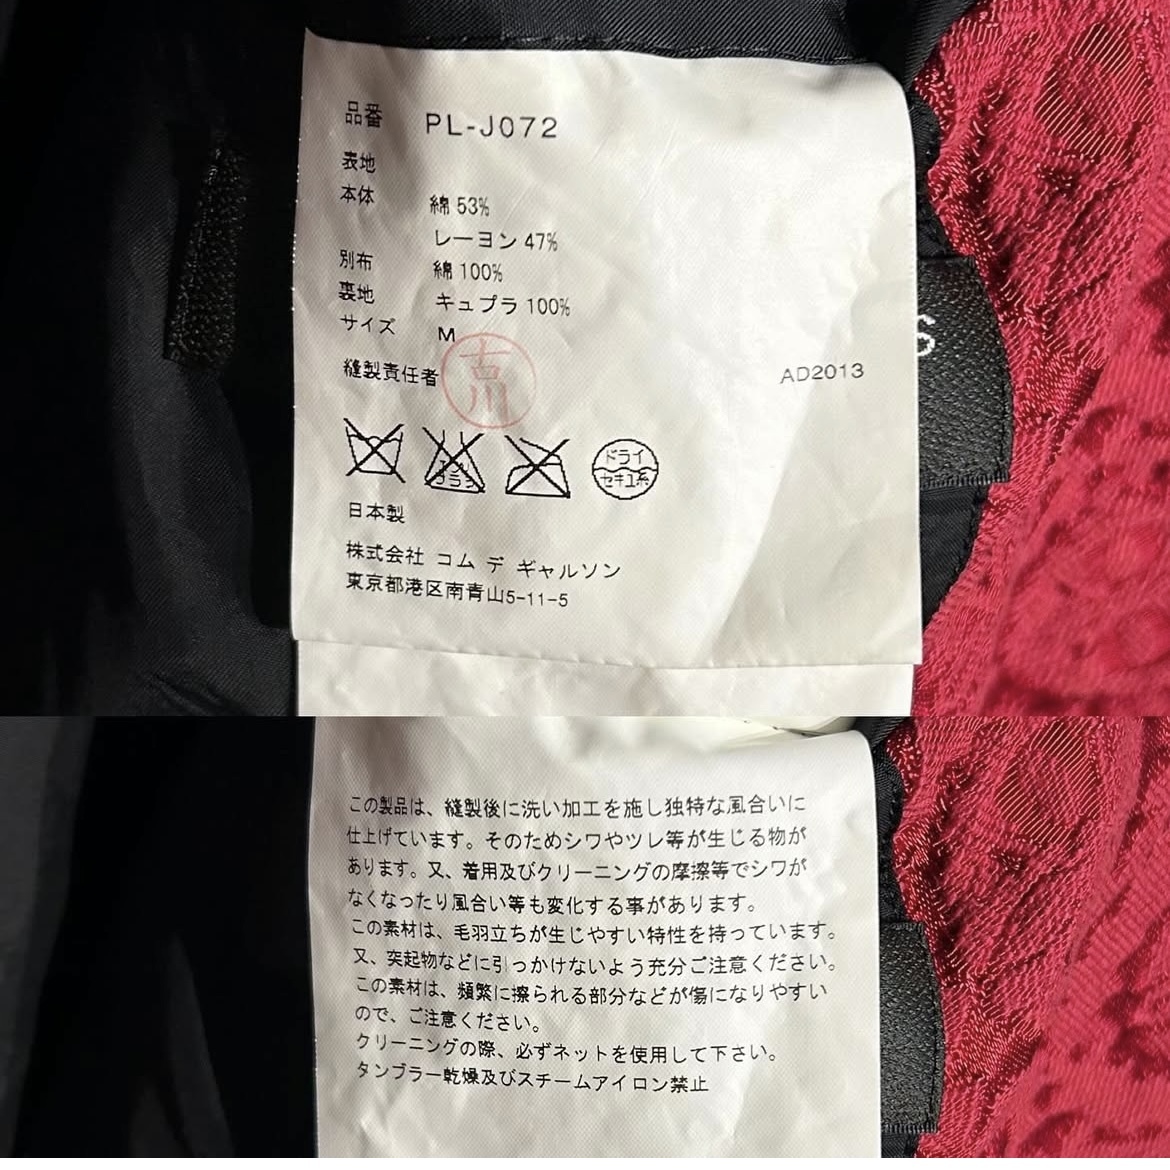 品番 PL-J072
表地
本体 綿 53%
レーヨン 47%
別布 綿 100%
裏地 キュプラ 100%
サイズ M
縫製責任者 古川
AD2013
ドライ
セキユ系
日本製
株式会社 コム デ ギャルソン
東京都港区南青山5-11-5
S
この製品は、縫製後に洗い加工を施し独特な風合いに
仕上げています。そのためシワやツレ等が生じる物が
あります。又、着用及びクリーニングの摩擦等でシワが
なくなったり風合い等も変化する事があります。
この素材は、毛羽立ちが生じやすい特性を持っています。
又、突起物などに引っかけないよう充分ご注意ください。
この素材は、頻繁に擦られる部分などが傷になりやすい
ので、ご注意ください。
クリーニングの際、必ずネットを使用して下さい。
タンブラー乾燥及びスチームアイロン禁止